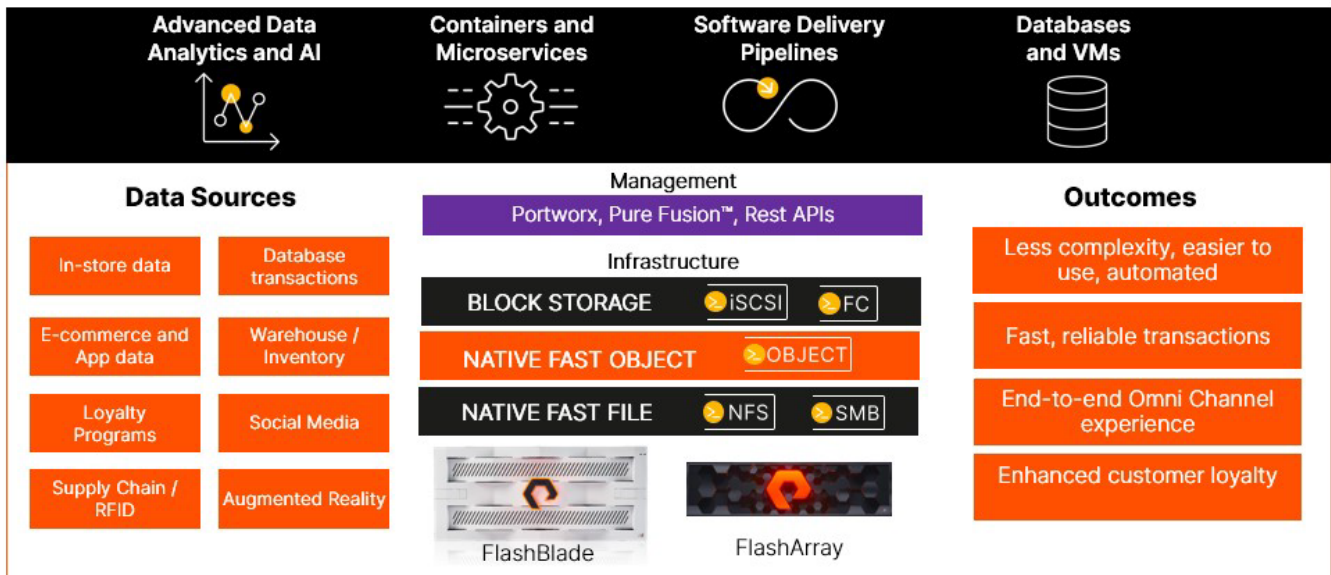 Advanced Data
Analytics and AI
Containers and
Microservices
Software Delivery
Pipelines
Databases
and VMs
Data Sources
In-store data
Database
transactions
E-commerce and
App data
Warehouse /
Inventory
Loyalty
Programs
Social Media
Supply Chain /
RFID
Augmented Reality
Management
Portworx, Pure Fusion™, Rest APIs
Infrastructure
BLOCK STORAGE
iSCSI
FC
NATIVE FAST OBJECT
OBJECT
NATIVE FAST FILE
NFS
SMB
FlashBlade
FlashArray
Outcomes
Less complexity, easier to
use, automated
Fast, reliable transactions
End-to-end Omni Channel
experience
Enhanced customer loyalty